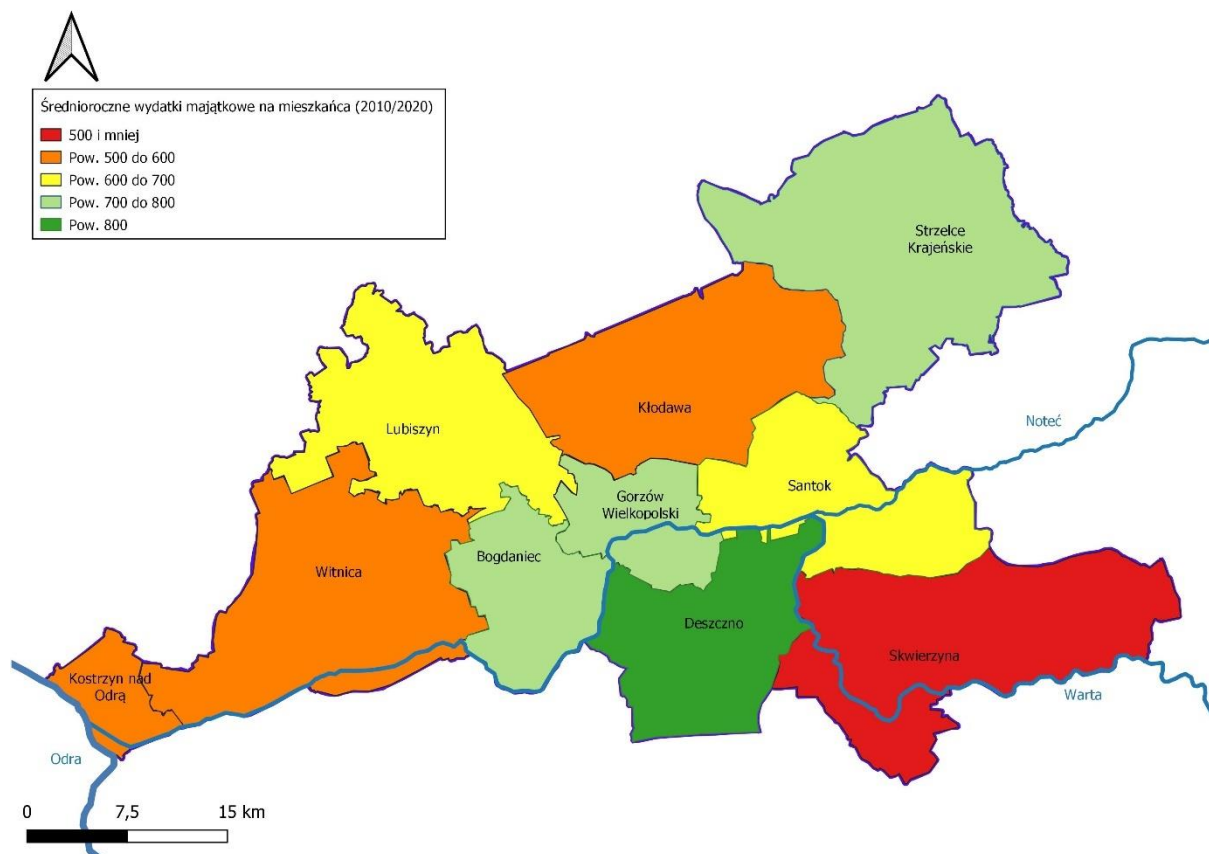 Średnioroczne wydatki majątkowe na mieszkańca (2010/2020)
500 i mniej
Pow. 500 do 600
Pow. 600 do 700
Pow. 700 do 800
Pow. 800
Strzelce
Krajeńskie
Kłodawa
Noteć
Lubiszyn
Santok
Gorzów
Wielkopolski
Bogdaniec
Witnica
Deszczno
Skwierzyna
Kostrzyn nad
Odrą
Warta
Odra
0 7,5 15 km